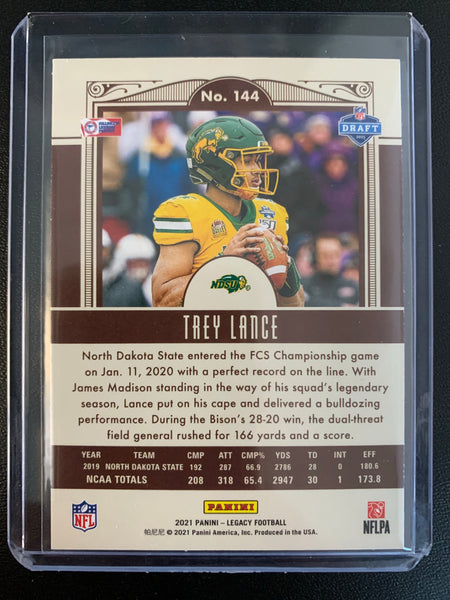 No. 144
NFL
DRAFT
2021
NDSU®
TREY LANCE
North Dakota State entered the FCS Championship game
on Jan. 11, 2020 with a perfect record on the line. With
James Madison standing in the way of his squad's legendary
season, Lance put on his cape and delivered a bulldozing
performance. During the Bison's 28-20 win, the dual-threat
field general rushed for 166 yards and a score.
YEAR TEAM CMP ATT CMP% YDS TD INT EFF
2019 NORTH DAKOTA STATE 192 287 66.9 2786 28 0 180.6
NCAA TOTALS 208 318 65.4 2947 30 1 173.8
NFL
PANINI
NFLPA
2021 PANINI – LEGACY FOOTBALL
帕尼尼 © 2021 Panini America, Inc. Produced in the USA.